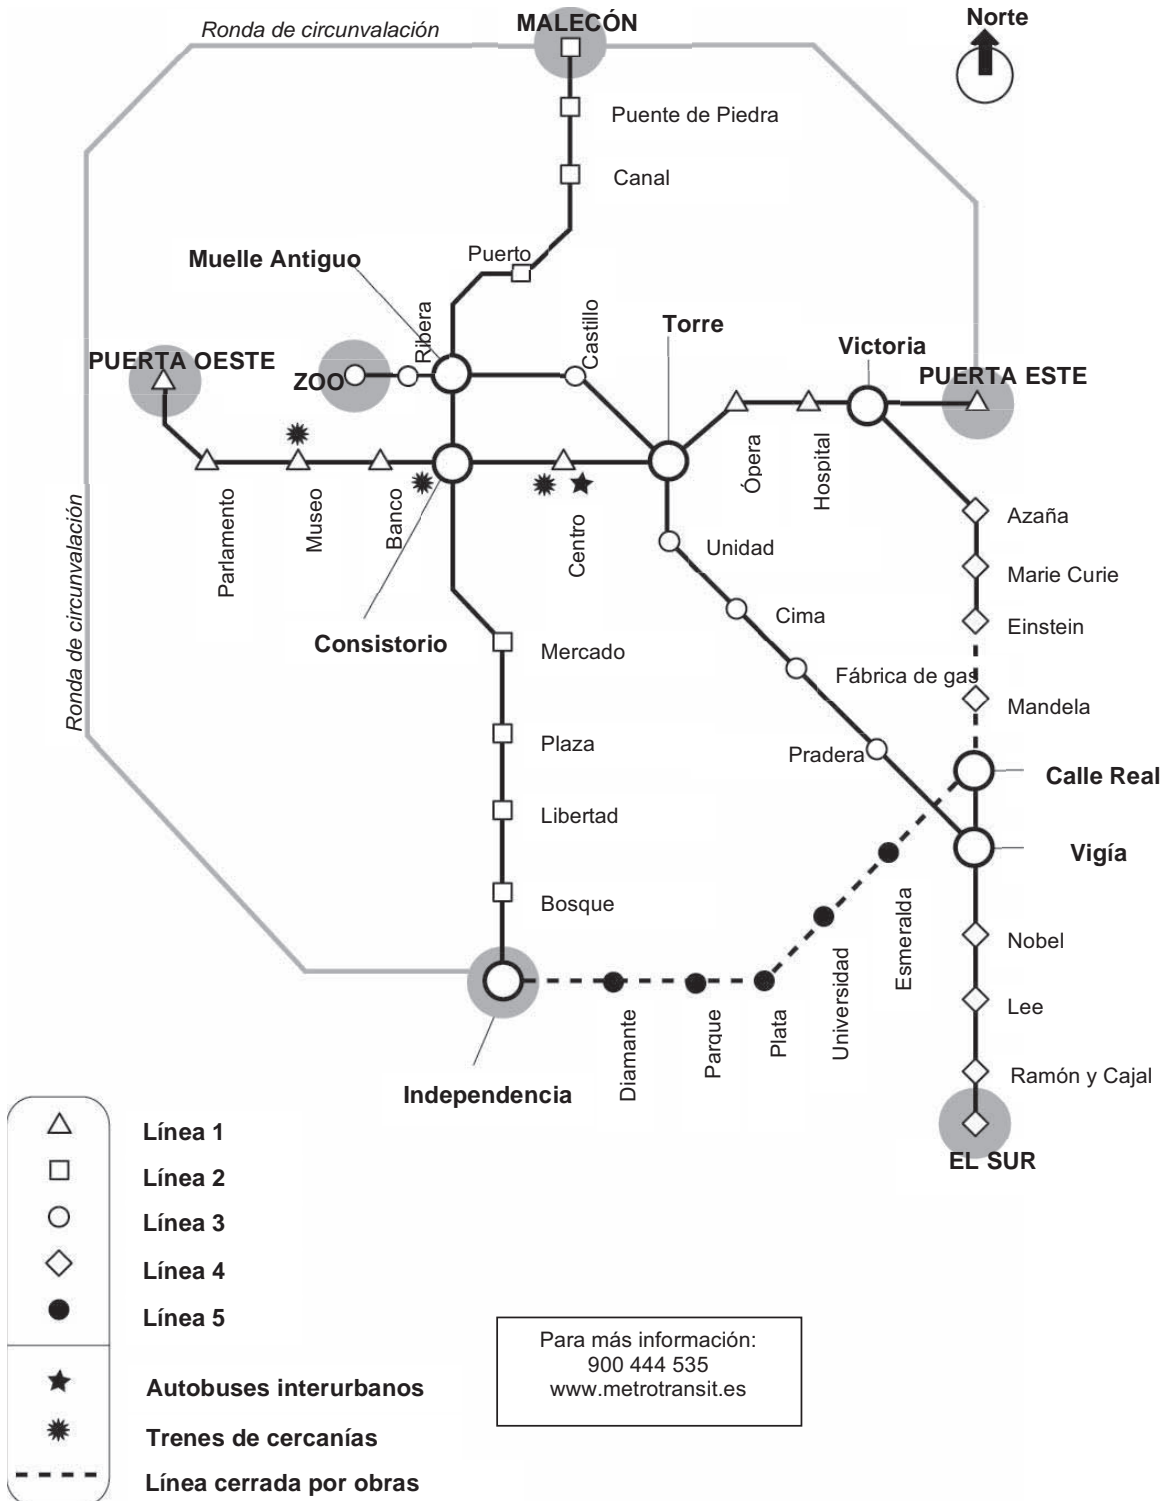 MALECÓN
Norte
Ronda de circunvalación
Puente de Piedra
Canal
Puerto
Muelle Antiguo
Ribera
Castillo
Torre
Victoria
PUERTA OESTE
ZOO
PUERTA ESTE
Parlamento
Museo
Banco
Centro
Ópera
Hospital
Azaña
Unidad
Marie Curie
Cima
Einstein
Ronda de circunvalación
Consistorio
Mercado
Fábrica de gas
Mandela
Plaza
Pradera
Calle Real
Libertad
Vigía
Bosque
Esmeralda
Nobel
Universidad
Lee
Diamante
Parque
Plata
Ramón y Cajal
Independencia
EL SUR
Línea 1
Línea 2
Línea 3
Línea 4
Línea 5
Autobuses interurbanos
Trenes de cercanías
Línea cerrada por obras
Para más información:
900 444 535
www.metrotransit.es